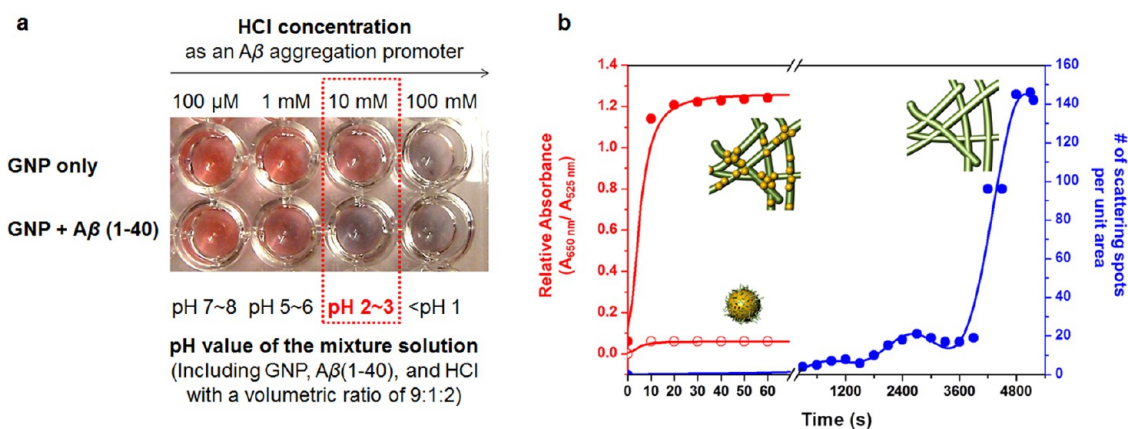 a
HCl concentration
as an Aβ aggregation promoter
100 µM 1 mM 10 mM 100 mM
GNP only
GNP + Aβ (1-40)
pH 7~8 pH 5~6 pH 2~3 <pH 1
pH value of the mixture solution
(Including GNP, Aβ(1-40), and HCl
with a volumetric ratio of 9:1:2)
b
Relative Absorbance
(A650 nm/ A525 nm)
1.4
1.2
1.0
0.8
0.6
0.4
0.2
0.0
0 10 20 30 40 50 60 1200 2400 3600 4800
Time (s)
160
140
120
100
80
60
40
20
0
# of scattering spots
per unit area